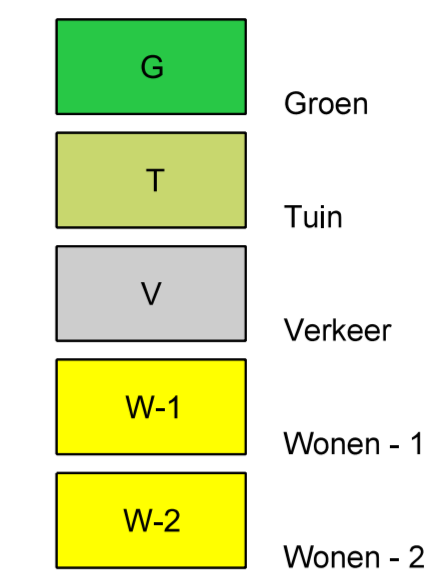 G
Groen
T
Tuin
V
Verkeer
W-1
Wonen - 1
W-2
Wonen - 2